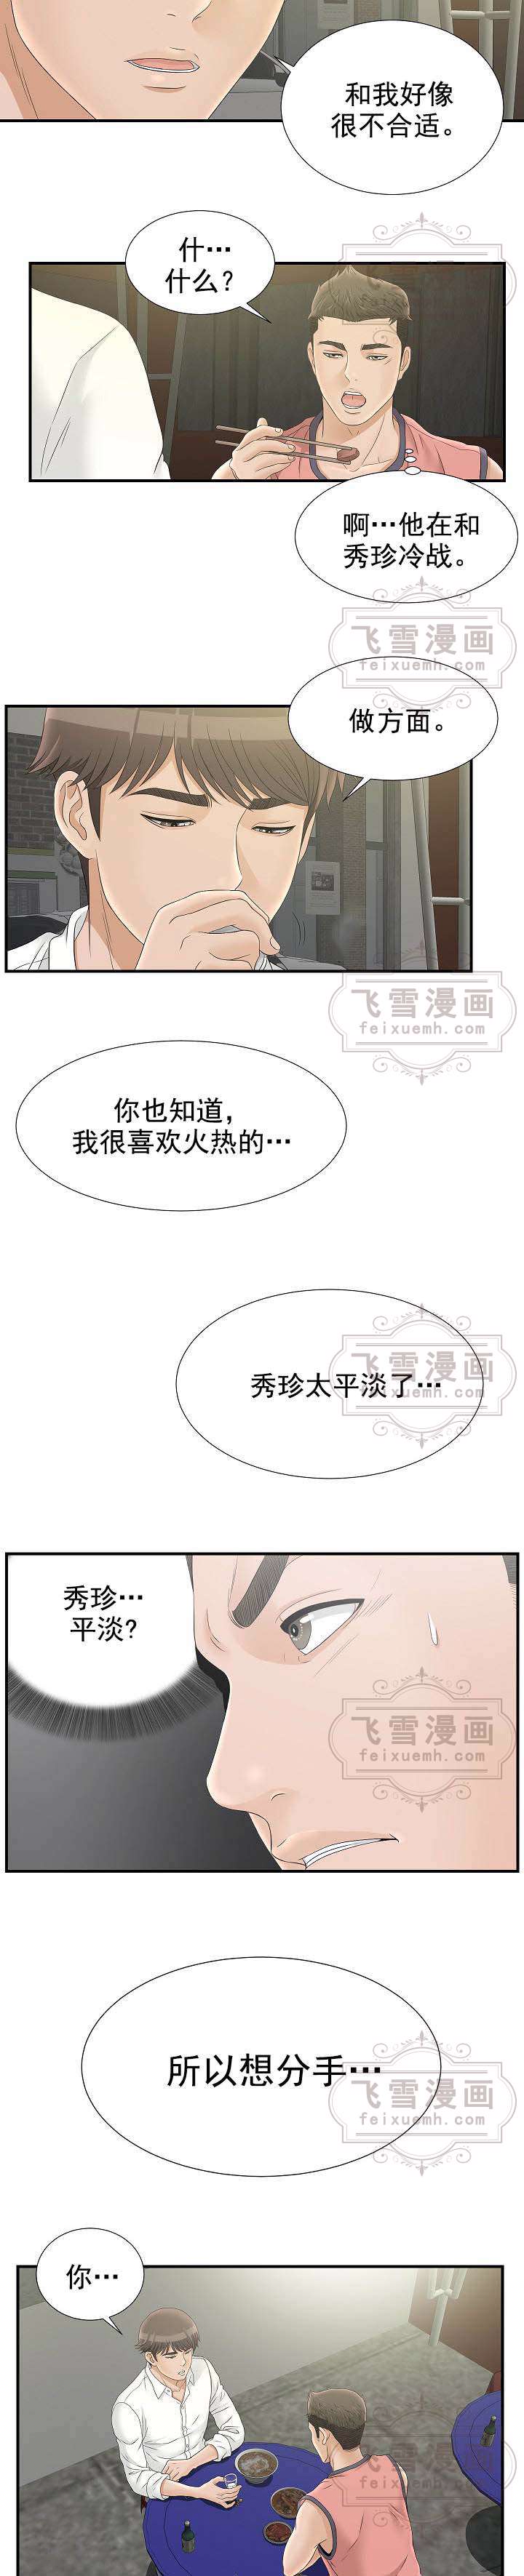 和我好像
很不合适。
什…
什么?
啊…他在和
秀珍冷战。
飞雪漫画
feixuemh.com
做方面。
飞雪漫画
feixuemh.com
你也知道,
我很喜欢火热的…
飞雪漫画
feixuemh.com
秀珍太平淡了…
秀珍…
平淡?
飞雪漫画
feixuemh.com
所以想分手…
飞雪漫画
feixuemh.com
你…
飞雪漫画
feixuemh.com